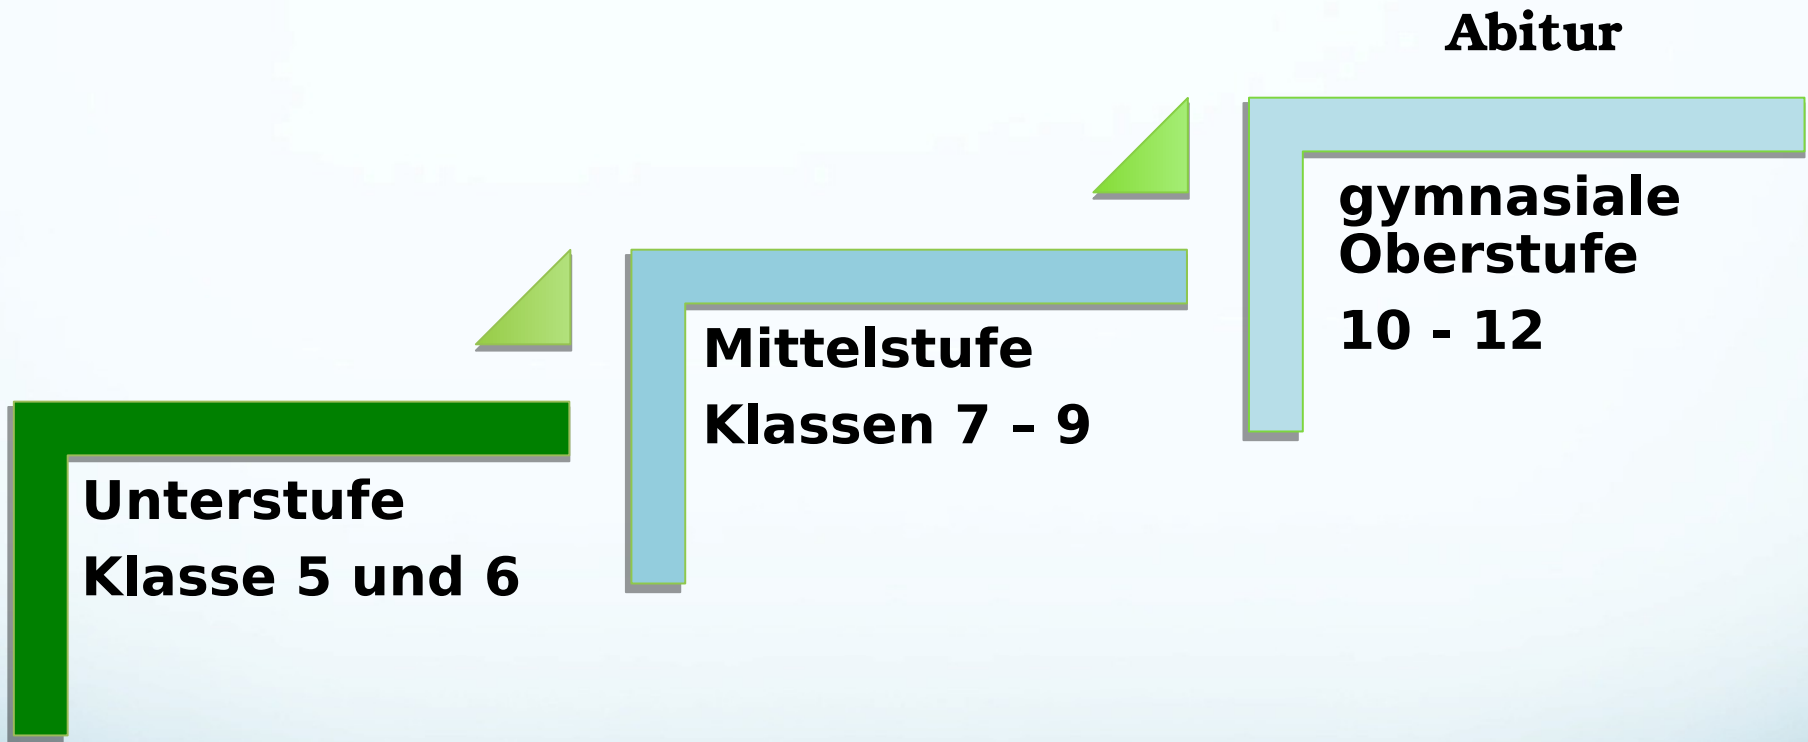 Abitur
gymnasiale
Oberstufe
10 - 12
Mittelstufe
Klassen 7 – 9
Unterstufe
Klasse 5 und 6